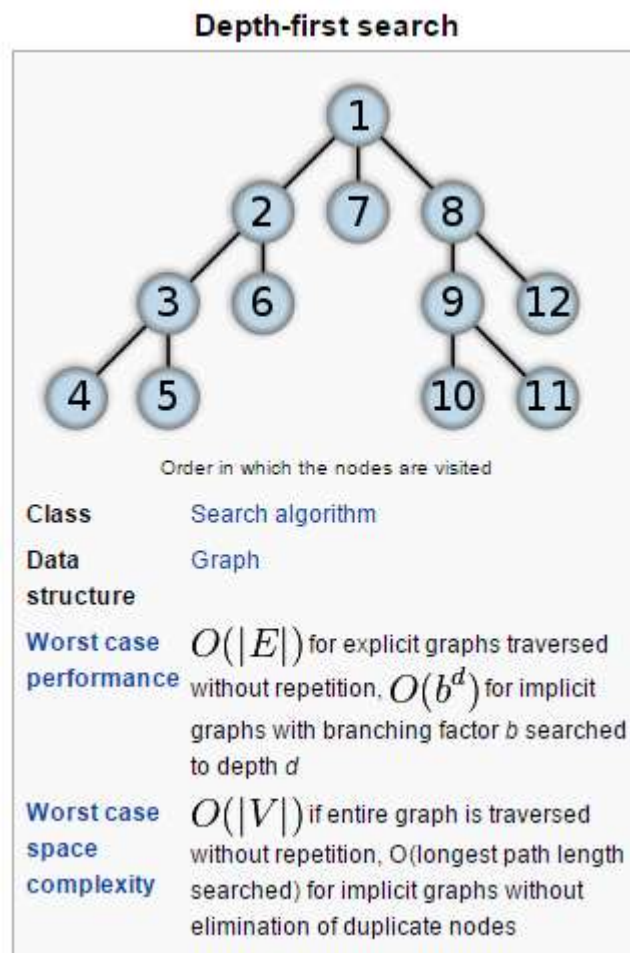 Depth-first search
1
2 7 8
3 6 9 12
4 5 10 11
Order in which the nodes are visited
Class Search algorithm
Data Graph
structure
Worst case O(|E|) for explicit graphs traversed
performance without repetition, O(b^d) for implicit
graphs with branching factor b searched
to depth d
Worst case O(|V|) if entire graph is traversed
space without repetition, O(longest path length
complexity searched) for implicit graphs without
elimination of duplicate nodes